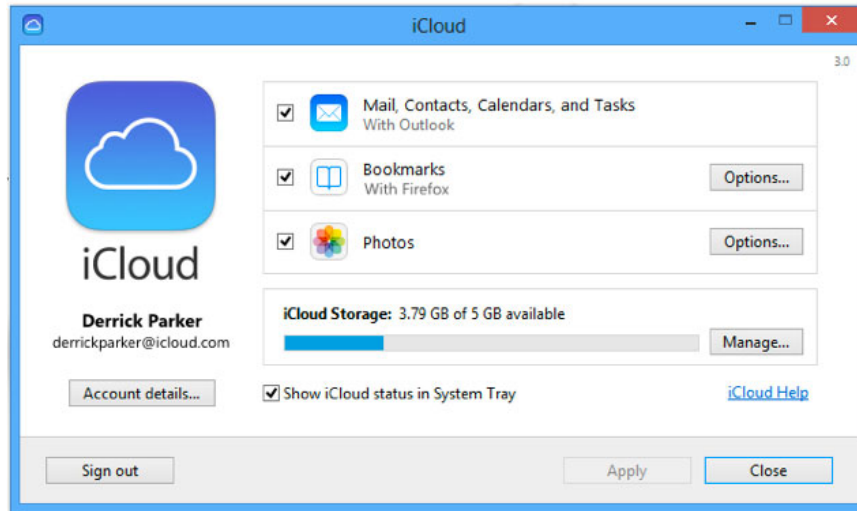 iCloud
3.0
iCloud
Derrick Parker
derrickparker@icloud.com
Account details...
Mail, Contacts, Calendars, and Tasks
With Outlook
Bookmarks
With Firefox
Options...
Photos
Options...
iCloud Storage: 3.79 GB of 5 GB available
Manage...
Show iCloud status in System Tray
iCloud Help
Sign out
Apply
Close